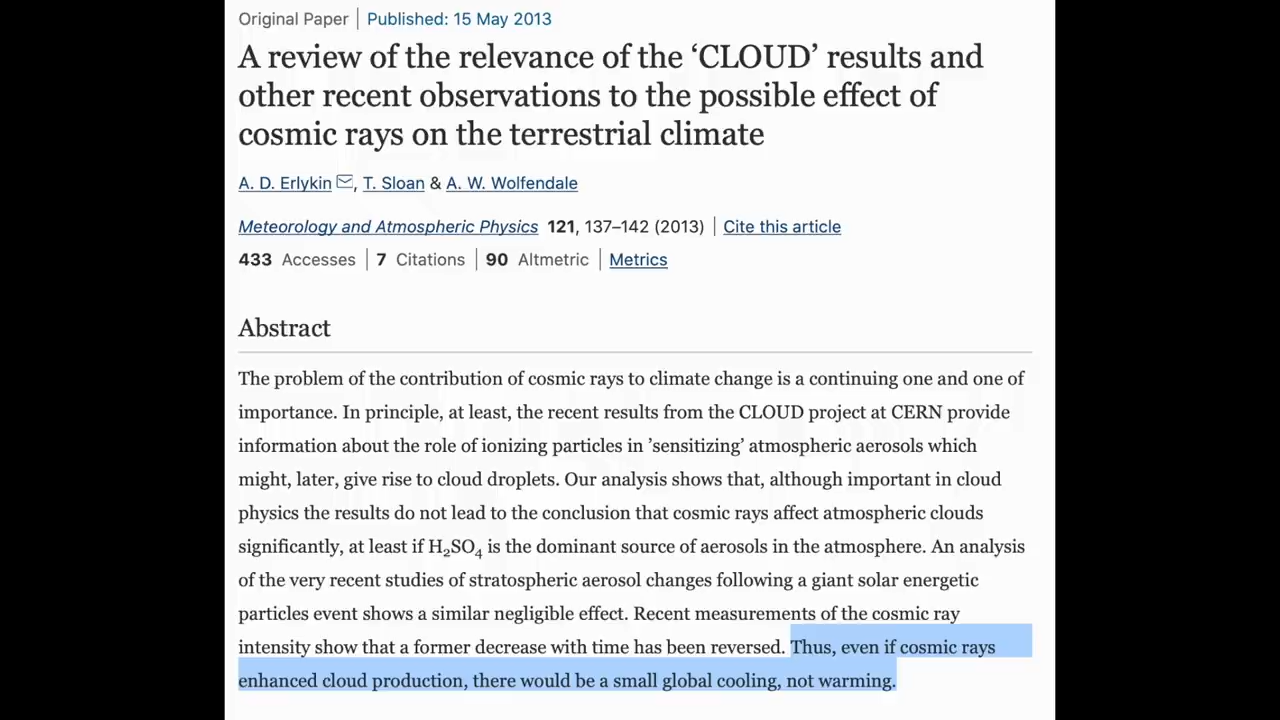 Original Paper | Published: 15 May 2013
A review of the relevance of the ‘CLOUD’ results and
other recent observations to the possible effect of
cosmic rays on the terrestrial climate
A. D. Erlykin, T. Sloan & A. W. Wolfendale
Meteorology and Atmospheric Physics 121, 137–142 (2013) | Cite this article
433 Accesses | 7 Citations | 90 Altmetric | Metrics
Abstract
The problem of the contribution of cosmic rays to climate change is a continuing one and one of
importance. In principle, at least, the recent results from the CLOUD project at CERN provide
information about the role of ionizing particles in ’sensitizing’ atmospheric aerosols which
might, later, give rise to cloud droplets. Our analysis shows that, although important in cloud
physics the results do not lead to the conclusion that cosmic rays affect atmospheric clouds
significantly, at least if H₂SO₄ is the dominant source of aerosols in the atmosphere. An analysis
of the very recent studies of stratospheric aerosol changes following a giant solar energetic
particles event shows a similar negligible effect. Recent measurements of the cosmic ray
intensity show that a former decrease with time has been reversed. Thus, even if cosmic rays
enhanced cloud production, there would be a small global cooling, not warming.